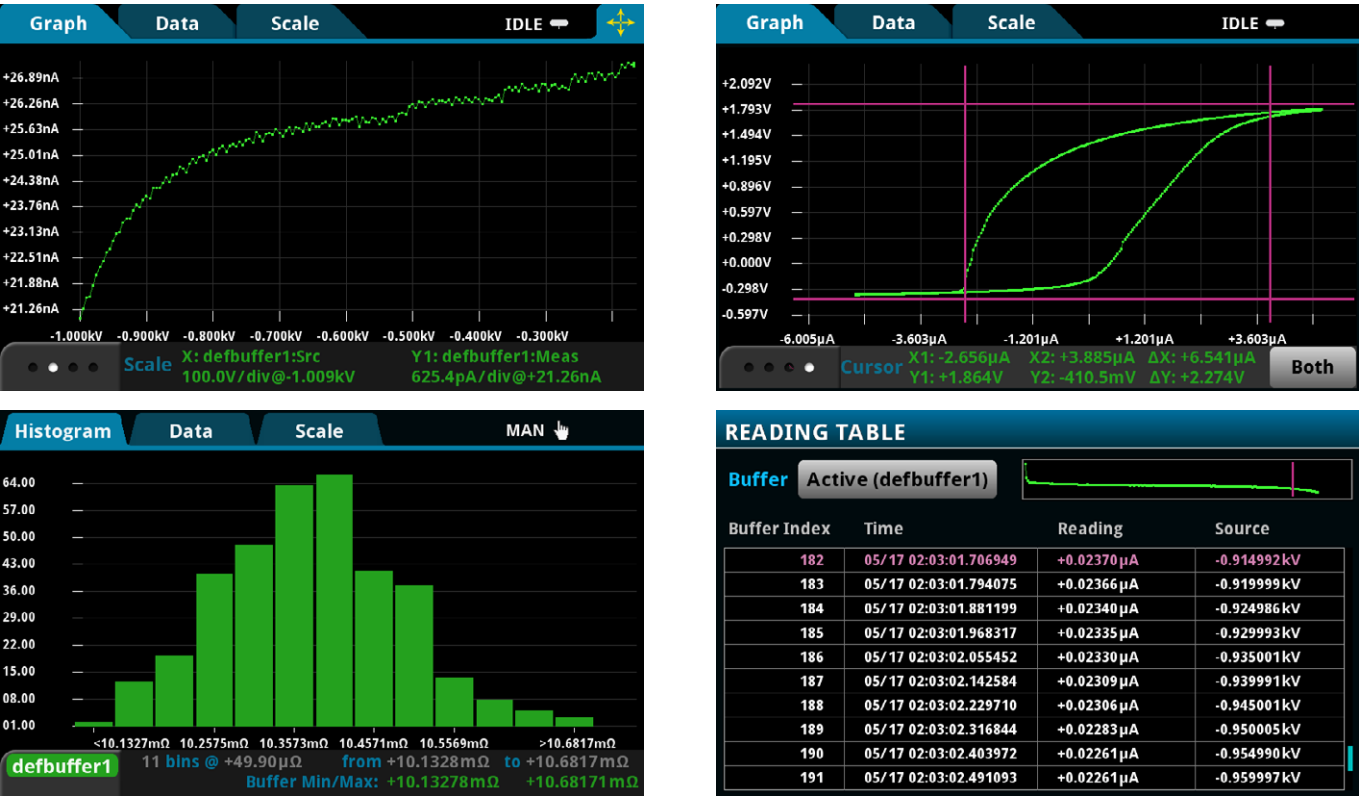 Graph Data Scale IDLE
+26.89nA
+26.26nA
+25.63nA
+25.01nA
+24.38nA
+23.76nA
+23.13nA
+22.51nA
+21.88nA
+21.26nA
-1.000kV -0.900kV -0.800kV -0.700kV -0.600kV -0.500kV -0.400kV -0.300kV
Scale X: defbuffer1:Src Y1: defbuffer1:Meas
100.0V/div@-1.009kV 625.4pA/div@+21.26nA
Graph Data Scale IDLE
+2.092V
+1.793V
+1.494V
+1.195V
+0.896V
+0.597V
+0.298V
+0.000V
-0.298V
-0.597V
-6.005µA -3.603µA -1.201µA +1.201µA +3.603µA
Cursor X1: -2.656µA X2: +3.885µA ΔX: +6.541µA
Y1: +1.864V Y2: -410.5mV ΔY: +2.274V
Both
Histogram Data Scale MAN
64.00
57.00
50.00
43.00
36.00
29.00
22.00
15.00
08.00
01.00
<10.1327mΩ 10.2575mΩ 10.3573mΩ 10.4571mΩ 10.5569mΩ >10.6817mΩ
defbuffer1 11 bins @ +49.90µΩ from +10.1328mΩ to +10.6817mΩ
Buffer Min/Max: +10.13278mΩ +10.68171mΩ
READING TABLE
Buffer Active (defbuffer1)
Buffer Index Time Reading Source
182 05/17 02:03:01.706949 +0.02370µA -0.914992kV
183 05/17 02:03:01.794075 +0.02366µA -0.919999kV
184 05/17 02:03:01.881199 +0.02340µA -0.924986kV
185 05/17 02:03:01.968317 +0.02335µA -0.929993kV
186 05/17 02:03:02.055452 +0.02330µA -0.935001kV
187 05/17 02:03:02.142584 +0.02309µA -0.939991kV
188 05/17 02:03:02.229710 +0.02306µA -0.945001kV
189 05/17 02:03:02.316844 +0.02283µA -0.950005kV
190 05/17 02:03:02.403972 +0.02261µA -0.954990kV
191 05/17 02:03:02.491093 +0.02261µA -0.959997kV